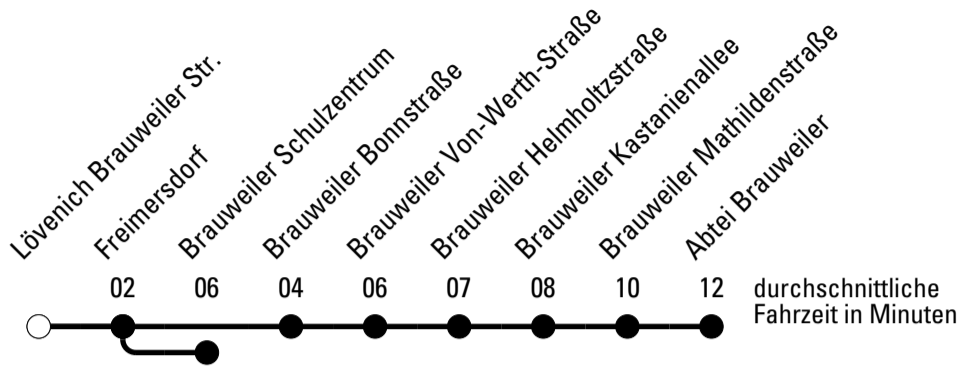 Lövenich Brauweiler Str.
Freimersdorf
Brauweiler Schulzentrum
Brauweiler Bonnstraße
Brauweiler Von-Werth-Straße
Brauweiler Helmholtzstraße
Brauweiler Kastanienallee
Brauweiler Mathildenstraße
Abtei Brauweiler
02 06 04 06 07 08 10 12
durchschnittliche
Fahrzeit in Minuten